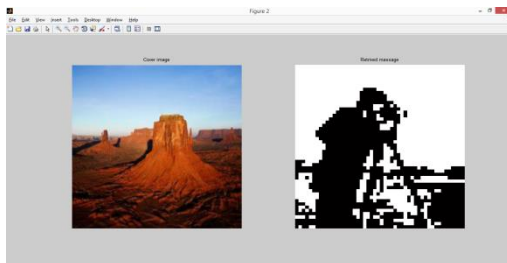 Figure 2
File Edit View Insert Tools Desktop Window Help
Cover image
Retrived massage